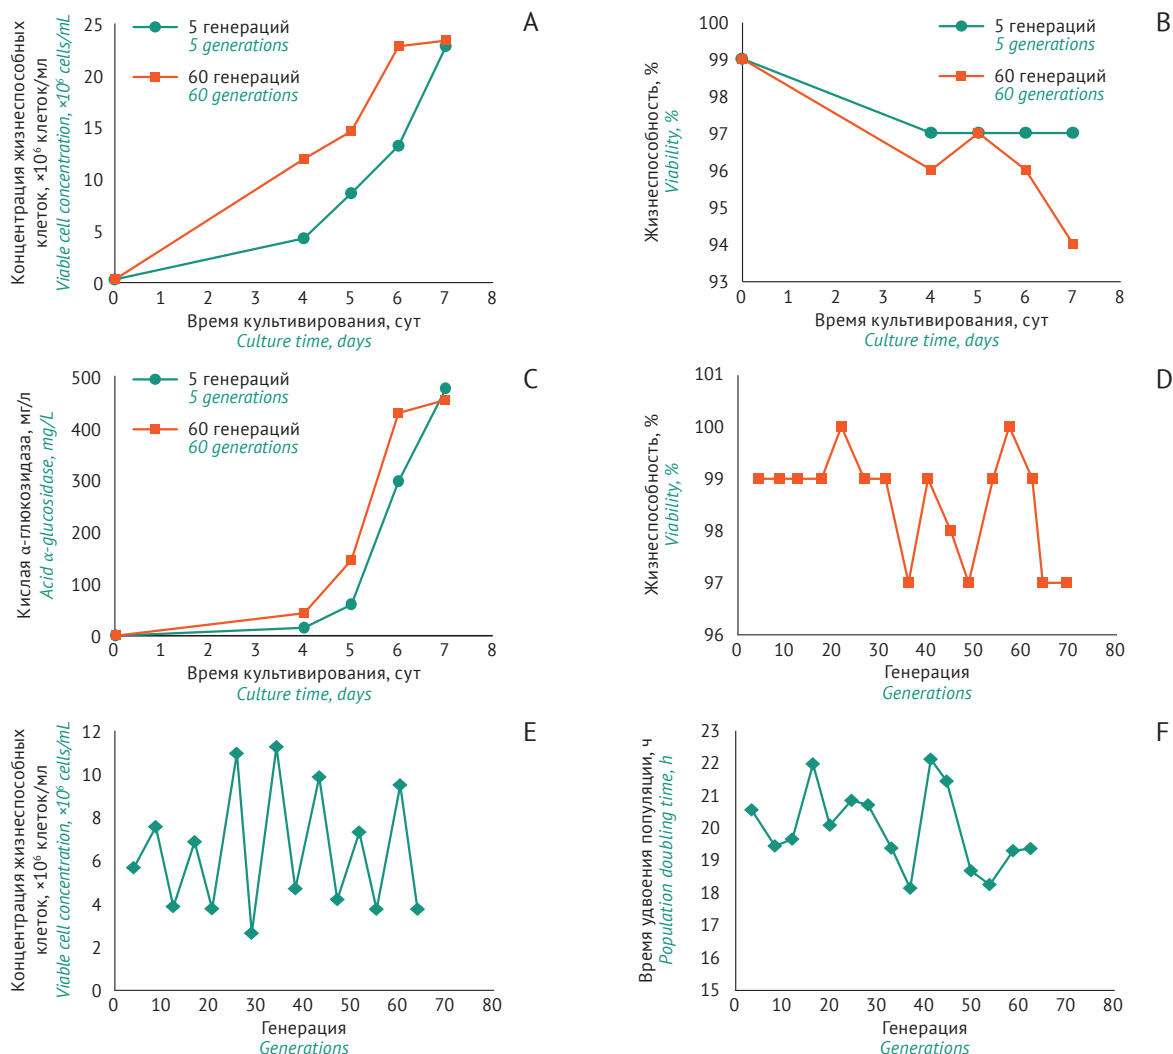 A
Концентрация жизнеспособных
клеток, ×10⁶ клеток/мл
Viable cell concentration, ×10⁶ cells/mL
25
20
15
10
5
0
5 генераций
5 generations
60 генераций
60 generations
0 1 2 3 4 5 6 7 8
Время культивирования, сут
Culture time, days
B
Жизнеспособность, %
Viability, %
100
99
98
97
96
95
94
93
5 генераций
5 generations
60 генераций
60 generations
0 1 2 3 4 5 6 7 8
Время культивирования, сут
Culture time, days
C
Кислая α-глюкозидаза, мг/л
Acid α-glucosidase, mg/L
500
400
300
200
100
0
5 генераций
5 generations
60 генераций
60 generations
0 1 2 3 4 5 6 7 8
Время культивирования, сут
Culture time, days
D
Жизнеспособность, %
Viability, %
101
100
99
98
97
96
0 10 20 30 40 50 60 70 80
Генерация
Generations
E
Концентрация жизнеспособных
клеток, ×10⁶ клеток/мл
Viable cell concentration, ×10⁶ cells/mL
12
10
8
6
4
2
0
0 10 20 30 40 50 60 70 80
Генерация
Generations
F
Время удвоения популяции, ч
Population doubling time, h
23
22
21
20
19
18
17
16
15
0 10 20 30 40 50 60 70 80
Генерация
Generations